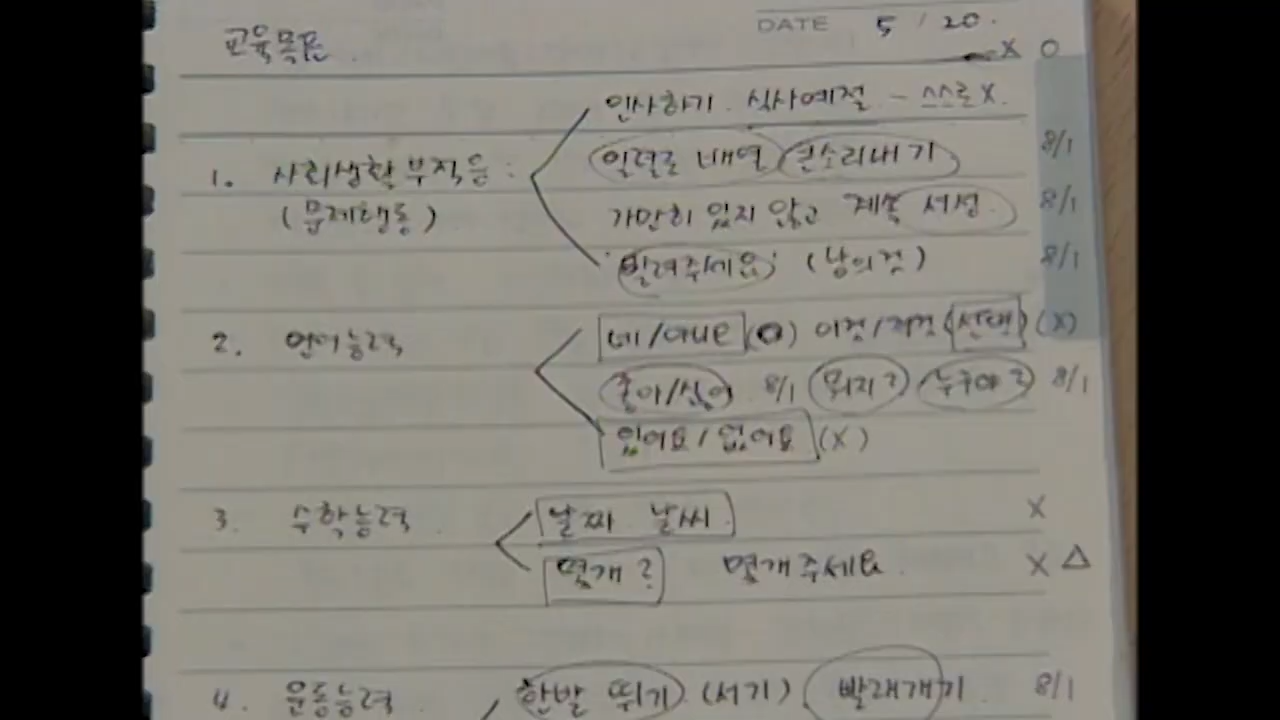 DATE 5 / 20.
교육목표 X O
인사하기. 식사예절 - 스스로X.
1. 사회생활부적응 : 큰소리내기 8/1
(문제행동) 가만히 있지 않고 계속 서성 8/1
빌려주세요 (남의것) 8/1
2. 언어능력 네/아니오 (O) 이것/저것 (선택) (X)
좋아/싫어 8/1 뭐지? 누구야? 8/1
있어요/없어요 (X)
3. 수학능력 날짜 날씨 X
몇개? 몇개주세요. X △
4. 운동능력 한발 뛰기 (서기) 빨래개기 8/1